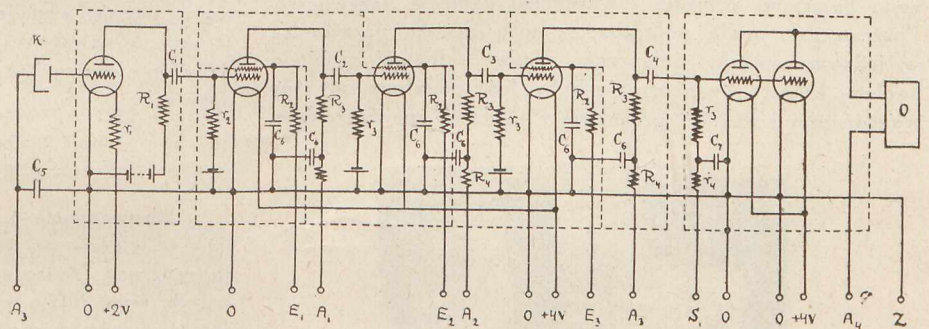 K
C₁
C₂
C₃
C₄
R₁
r₁
r₂
C₆
R₂
C₆
R₃
r₃
C₆
R₂
C₆
R₃
R₄
r₃
C₆
R₂
C₆
R₃
R₄
r₃
r₄
C₇
O
C₅
A₃ 0 +2V 0 E₁ A₁ E₂ A₂ 0 +4V E₃ A₃ S₁ 0 0 +4V A₄ Z